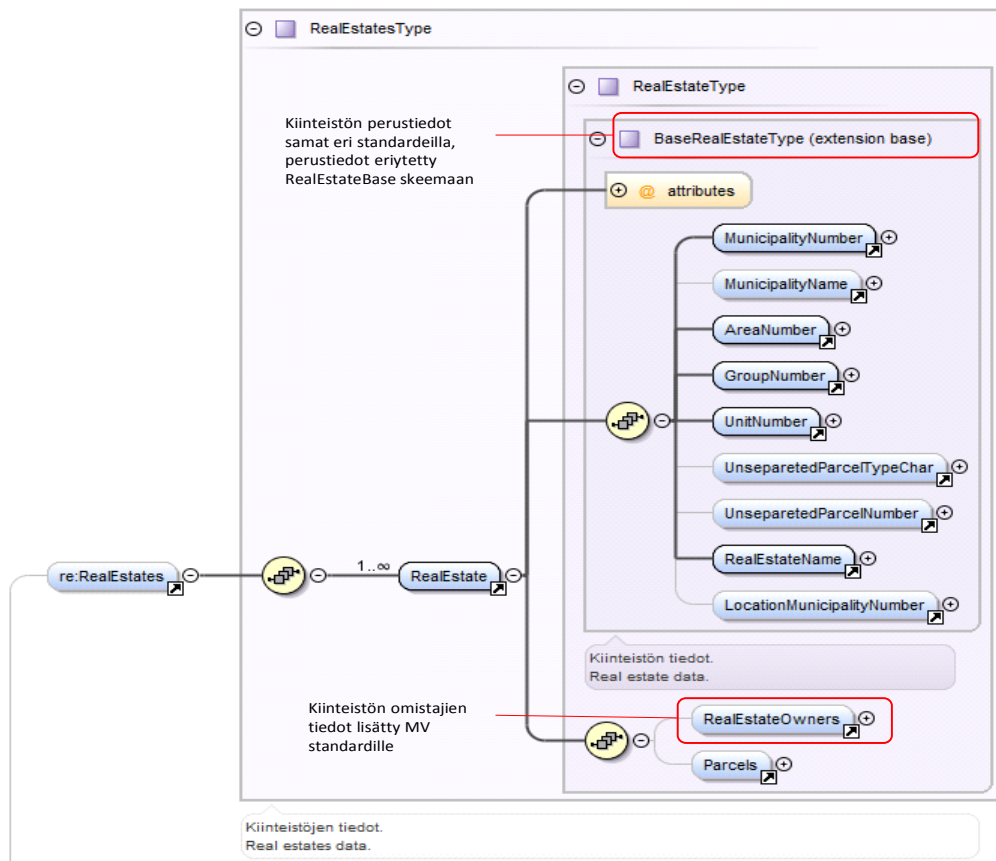 RealEstatesType
RealEstateType
Kiinteistön perustiedot
samat eri standardeilla,
perustiedot eriytetty
RealEstateBase skeemaan
BaseRealEstateType (extension base)
@ attributes
MunicipalityNumber
MunicipalityName
AreaNumber
GroupNumber
UnitNumber
UnseparetedParcelTypeChar
UnseparetedParcelNumber
RealEstateName
LocationMunicipalityNumber
re:RealEstates
1..∞
RealEstate
Kiinteistön tiedot.
Real estate data.
Kiinteistön omistajien
tiedot lisätty MV
standardille
RealEstateOwners
Parcels
Kiinteistöjen tiedot.
Real estates data.